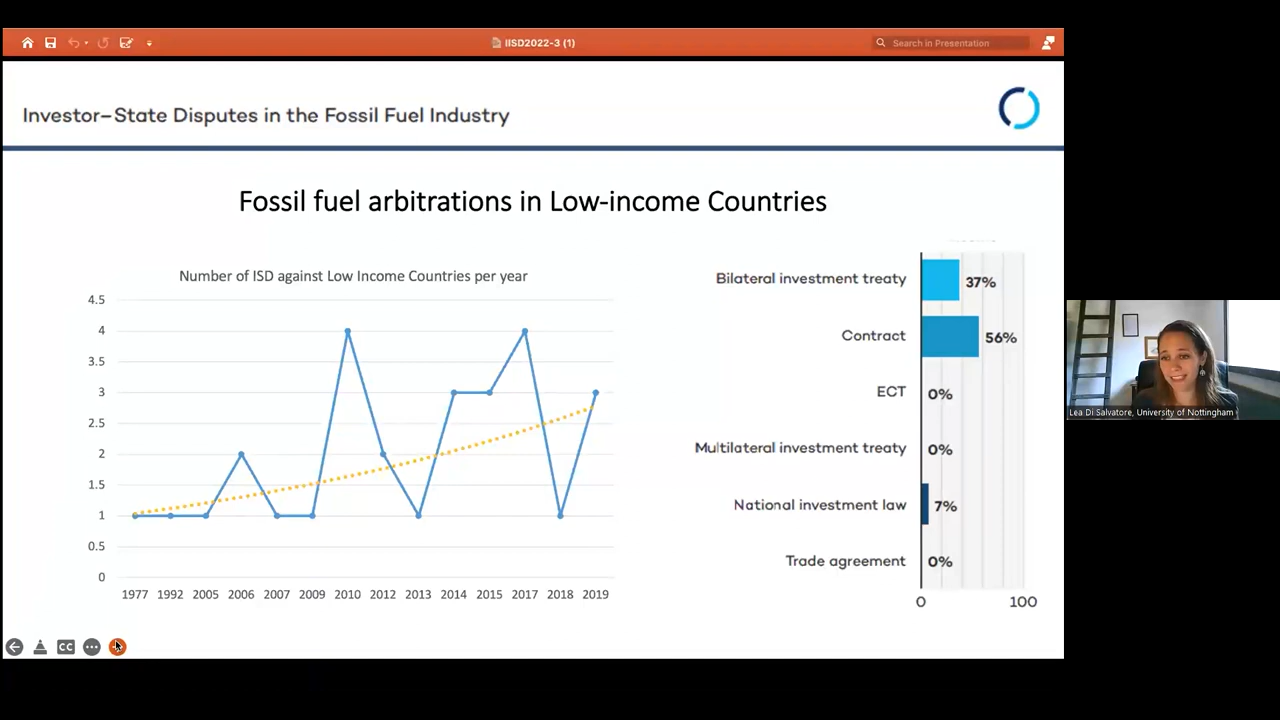 IISD2022-3 (1)
Search in Presentation
Investor–State Disputes in the Fossil Fuel Industry
Fossil fuel arbitrations in Low-income Countries
Number of ISD against Low Income Countries per year
4.5
4
3.5
3
2.5
2
1.5
1
0.5
0
1977 1992 2005 2006 2007 2009 2010 2012 2013 2014 2015 2017 2018 2019
Bilateral investment treaty 37%
Contract 56%
ECT 0%
Multilateral investment treaty 0%
National investment law 7%
Trade agreement 0%
0 100
CC
Lea Di Salvatore, University of Nottingham